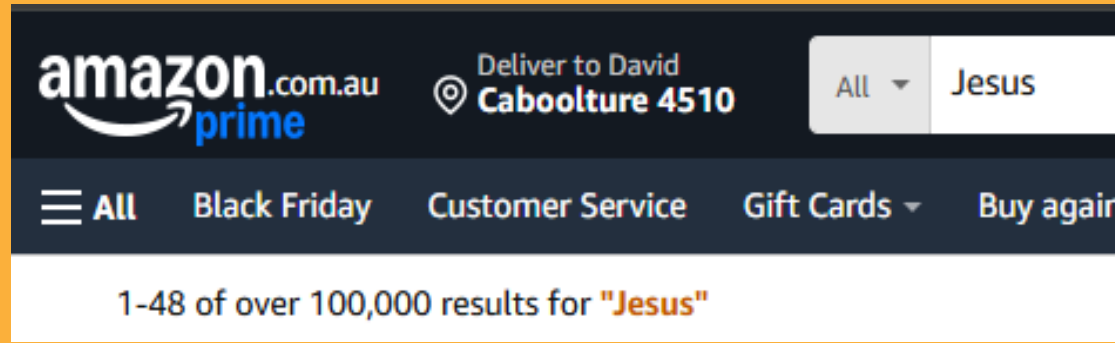 amazon.com.au
prime
Deliver to David
Caboolture 4510
All
Jesus
All Black Friday Customer Service Gift Cards Buy again
1-48 of over 100,000 results for "Jesus"